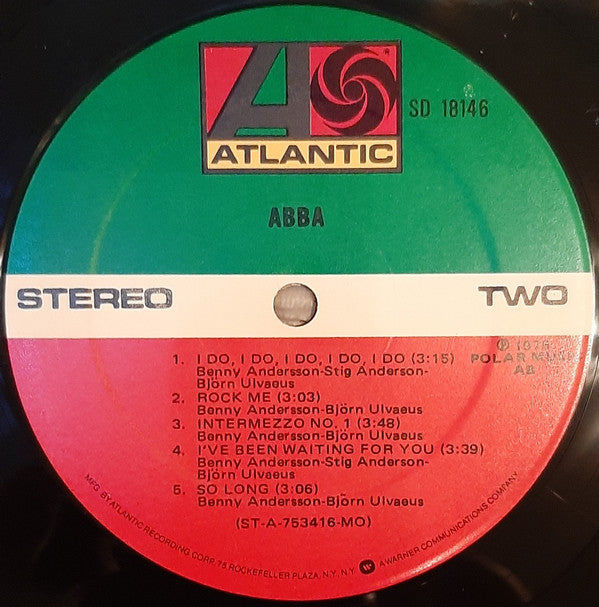 SD 18146
ATLANTIC
ABBA
STEREO
TWO
1. I DO, I DO, I DO, I DO, I DO (3:15)
Benny Andersson-Stig Anderson-
Björn Ulvaeus
2. ROCK ME (3:03)
Benny Andersson-Björn Ulvaeus
3. INTERMEZZO NO. 1 (3:48)
Benny Andersson-Björn Ulvaeus
4. I'VE BEEN WAITING FOR YOU (3:39)
Benny Andersson-Stig Anderson-
Björn Ulvaeus
5. SO LONG (3:06)
Benny Andersson-Björn Ulvaeus
(ST-A-753416-MO)
℗ 1975
POLAR MUSIC
AB
MFG. BY ATLANTIC RECORDING CORP. 75 ROCKEFELLER PLAZA, N.Y. N.Y. A WARNER COMMUNICATIONS COMPANY